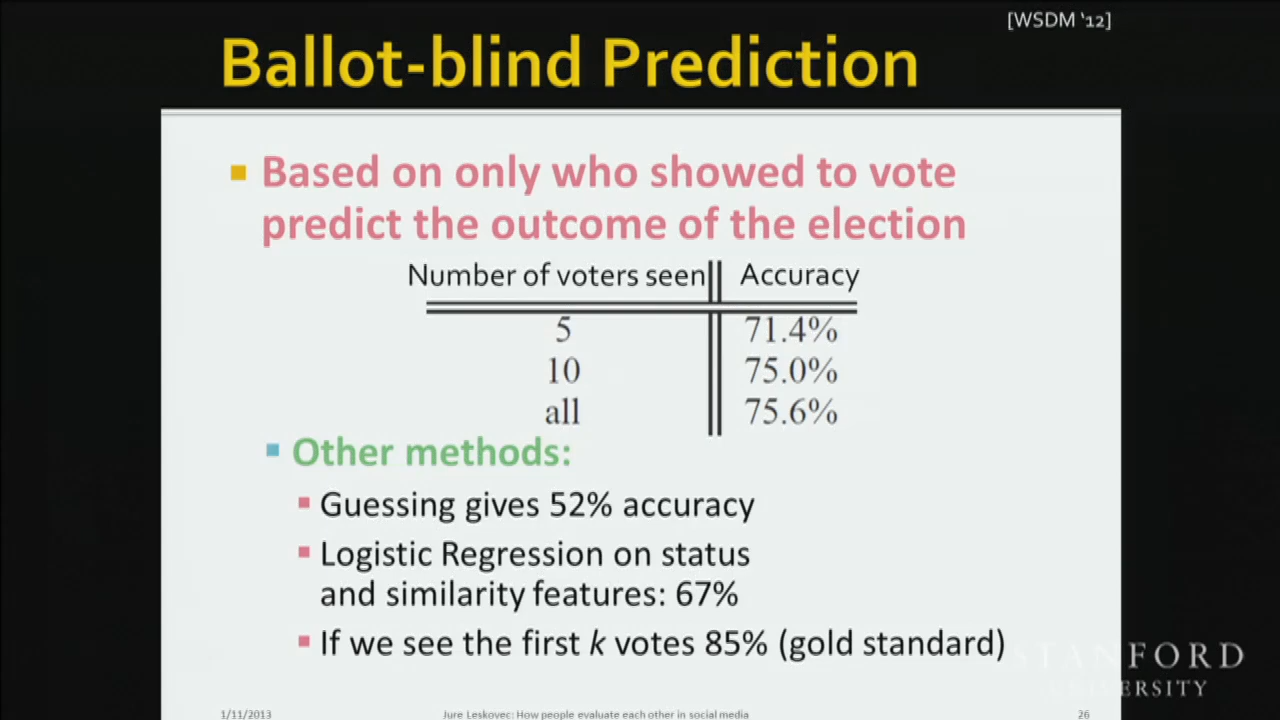 [WSDM '12]
Ballot-blind Prediction
Based on only who showed to vote
predict the outcome of the election
Number of voters seen Accuracy
5 71.4%
10 75.0%
all 75.6%
Other methods:
Guessing gives 52% accuracy
Logistic Regression on status
and similarity features: 67%
If we see the first k votes 85% (gold standard)
STANFORD
UNIVERSITY
1/11/2013 Jure Leskovec: How people evaluate each other in social media 26